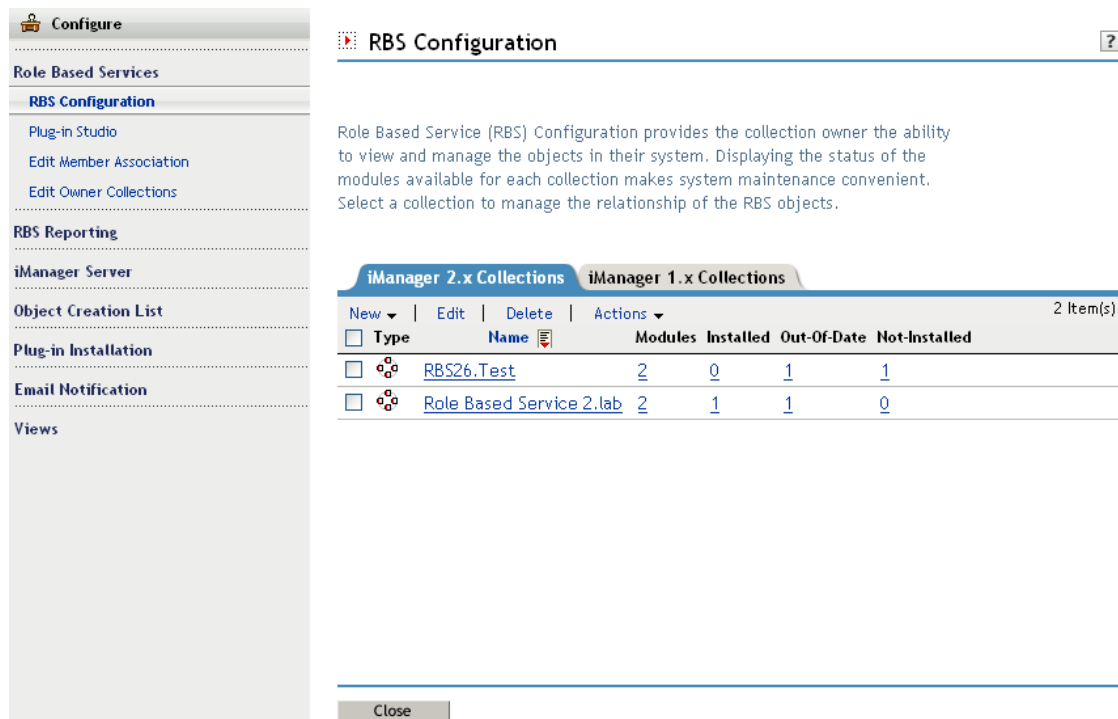 Configure
RBS Configuration
?
Role Based Services
RBS Configuration
Plug-in Studio
Edit Member Association
Edit Owner Collections
RBS Reporting
iManager Server
Object Creation List
Plug-in Installation
Email Notification
Views
Role Based Service (RBS) Configuration provides the collection owner the ability
to view and manage the objects in their system. Displaying the status of the
modules available for each collection makes system maintenance convenient.
Select a collection to manage the relationship of the RBS objects.
iManager 2.x Collections iManager 1.x Collections
New | Edit | Delete | Actions 2 Item(s)
Type Name Modules Installed Out-Of-Date Not-Installed
RBS26.Test 2 0 1 1
Role Based Service 2.lab 2 1 1 0
Close